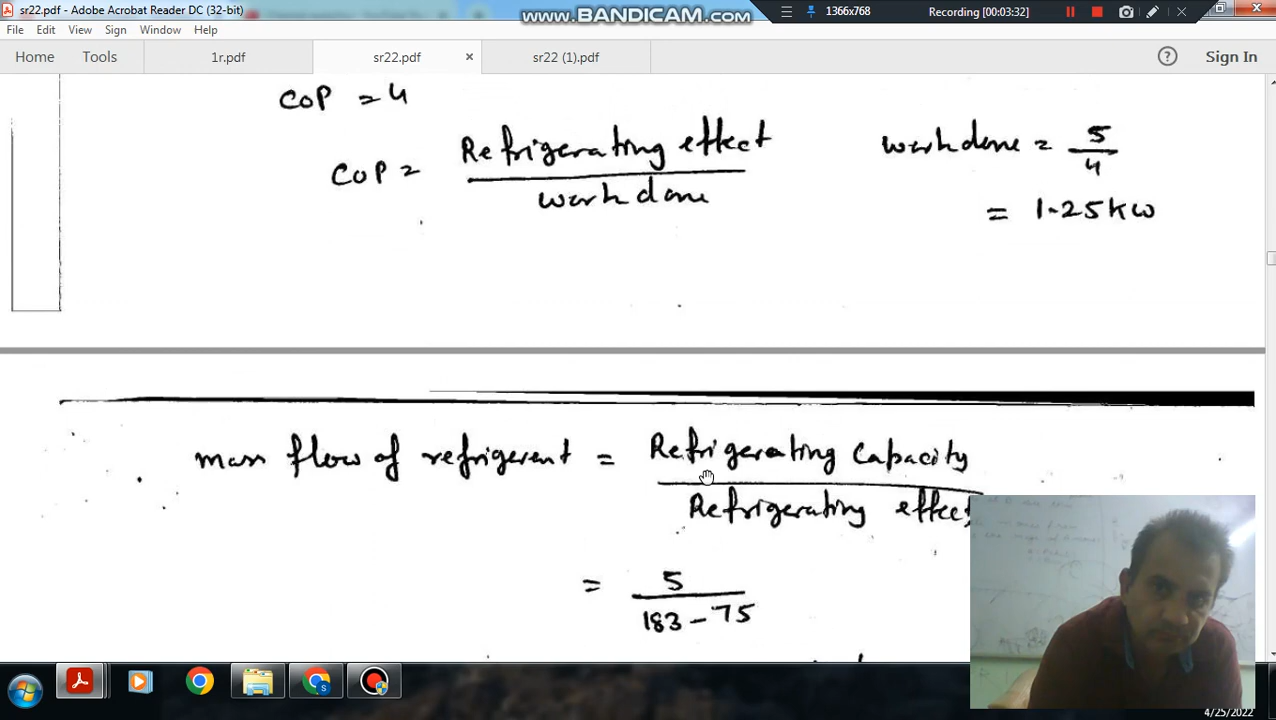 sr22.pdf - Adobe Acrobat Reader DC (32-bit)
www.BANDICAM.com
1366x768
Recording [00:03:32]
File Edit View Sign Window Help
Home Tools 1r.pdf sr22.pdf × sr22 (1).pdf ? Sign In
COP = 4
COP = Refrigerating effect / work done
work done = 5 / 4
= 1.25 kw
mass flow of refrigerent = Refrigerating Capacity / Refrigerating effect
= 5 / 183 - 75
4/25/2022